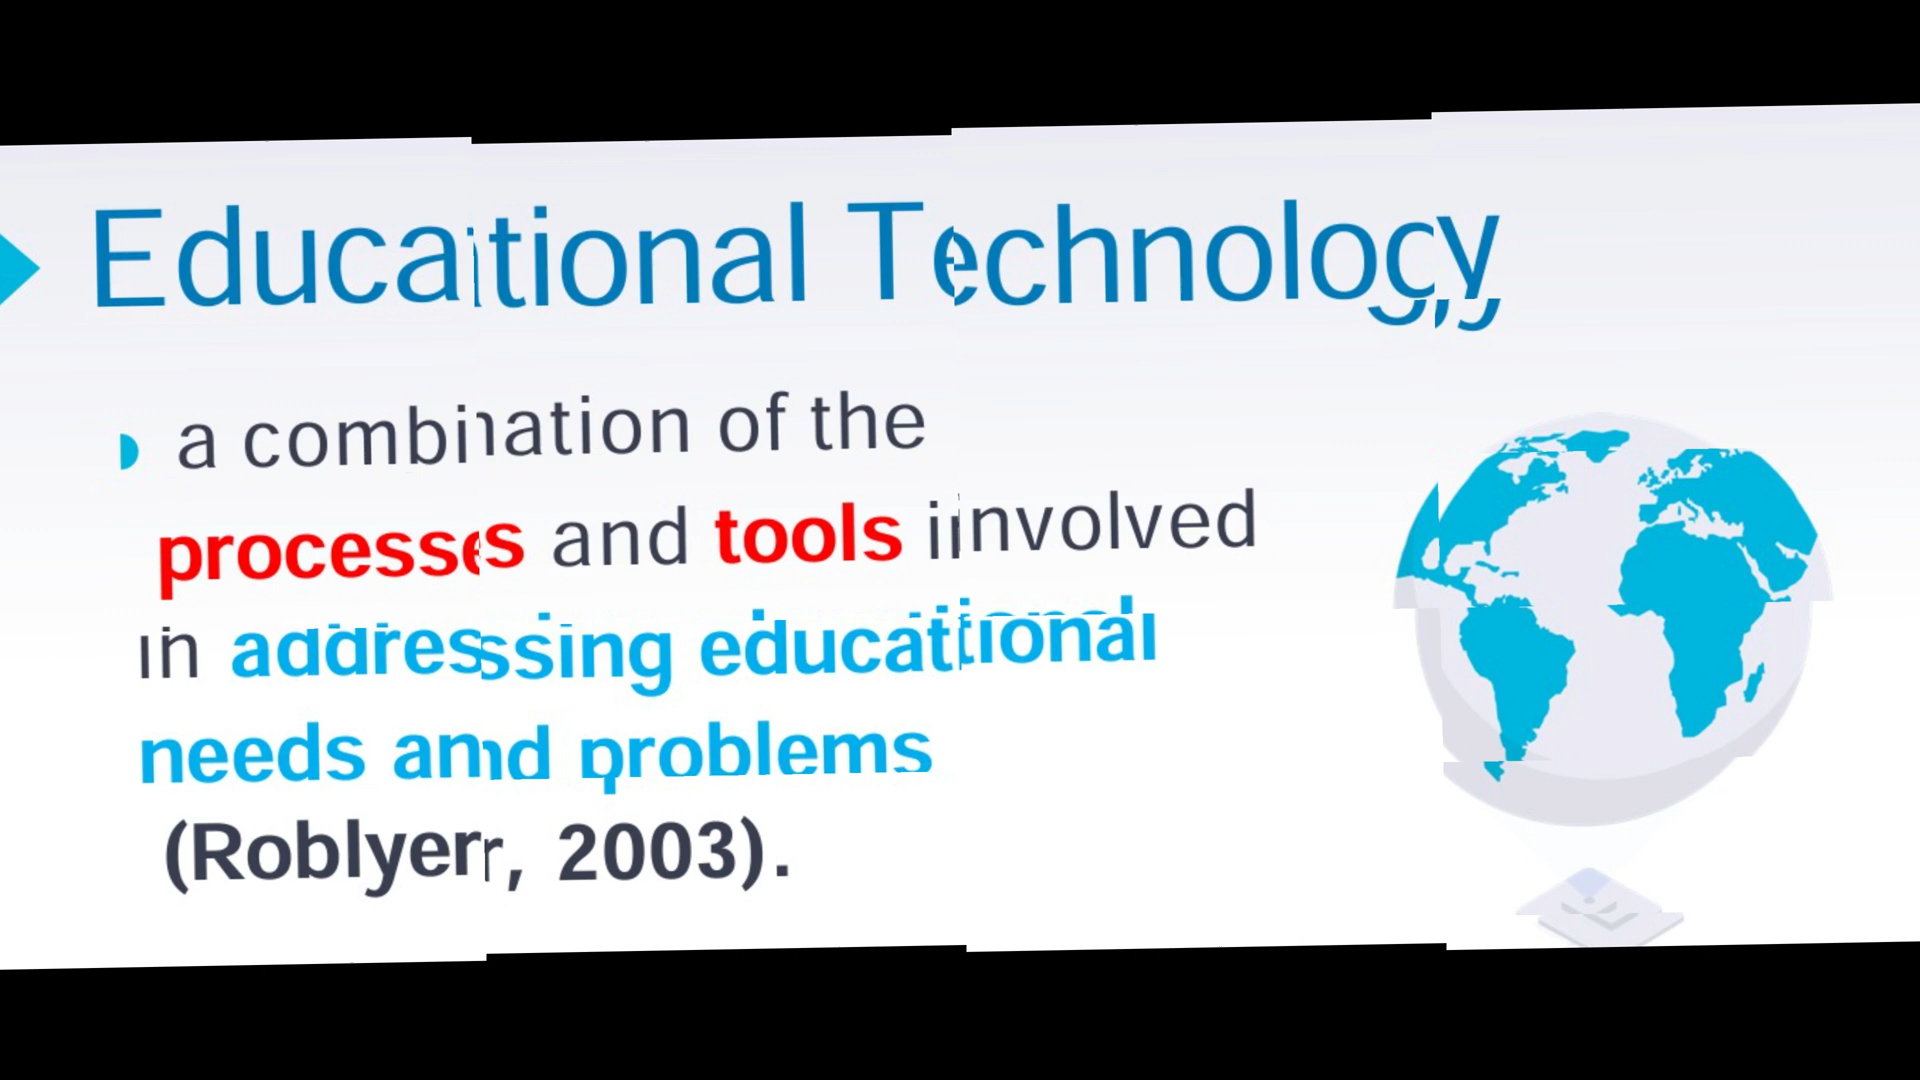 Educational Technology
a combination of the
processes and tools involved
in addressing educational
needs and problems
(Roblyer, 2003).